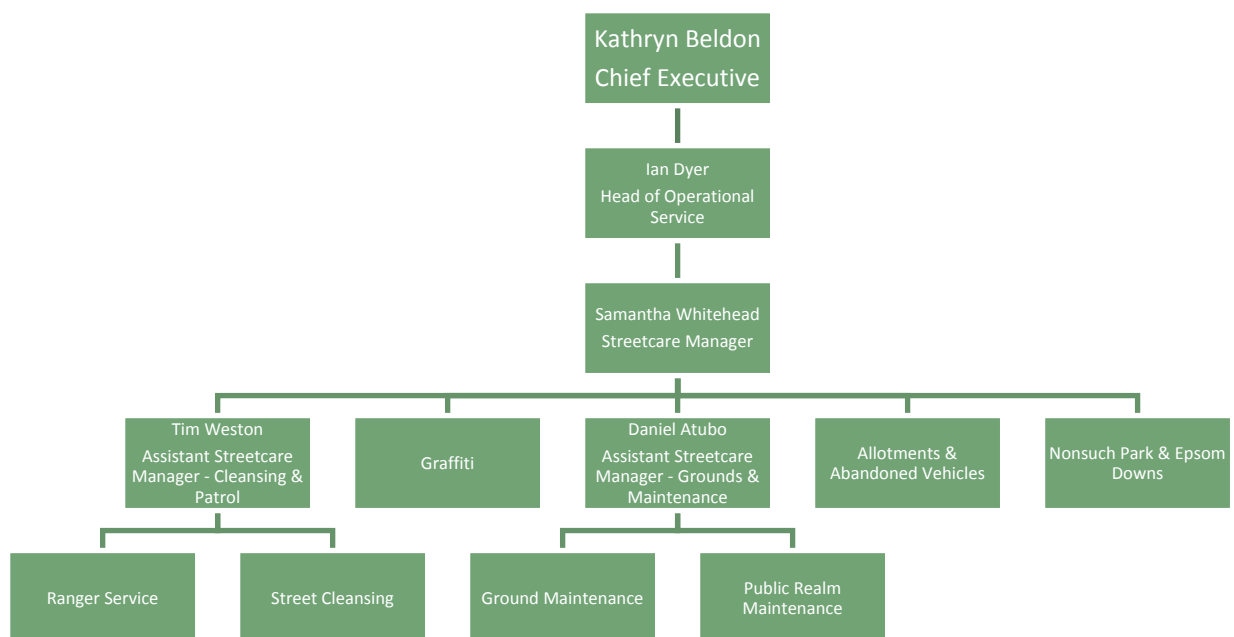 Kathryn Beldon
Chief Executive
Ian Dyer
Head of Operational
Service
Samantha Whitehead
Streetcare Manager
Tim Weston
Assistant Streetcare
Manager - Cleansing &
Patrol
Graffiti
Daniel Atubo
Assistant Streetcare
Manager - Grounds &
Maintenance
Allotments &
Abandoned Vehicles
Nonsuch Park & Epsom
Downs
Ranger Service
Street Cleansing
Ground Maintenance
Public Realm
Maintenance